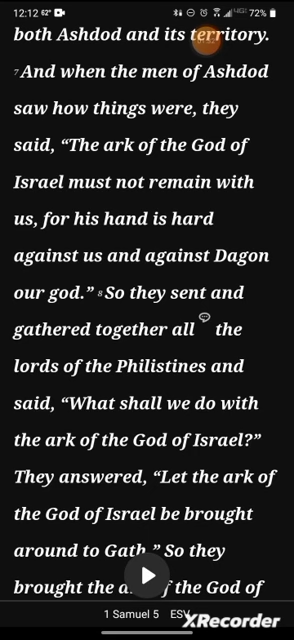 12:12 62° 72%
both Ashdod and its territory.
7 And when the men of Ashdod
saw how things were, they
said, “The ark of the God of
Israel must not remain with
us, for his hand is hard
against us and against Dagon
our god.” 8 So they sent and
gathered together all the
lords of the Philistines and
said, “What shall we do with
the ark of the God of Israel?”
They answered, “Let the ark of
the God of Israel be brought
around to Gath.” So they
brought the of the God of
1 Samuel 5 ESV
XRecorder